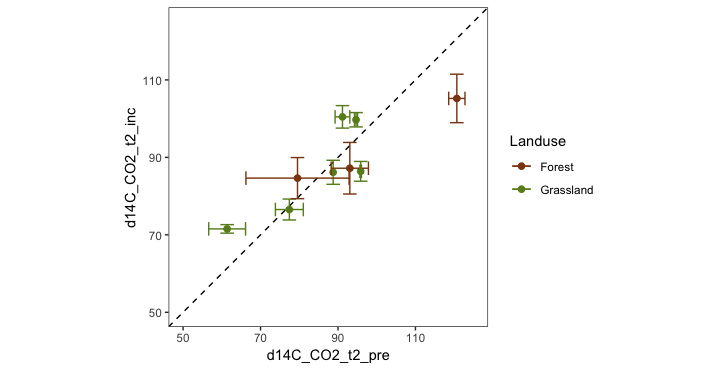 110
90
70
50
d14C_CO2_t2_inc
50 70 90 110
d14C_CO2_t2_pre
Landuse
Forest
Grassland